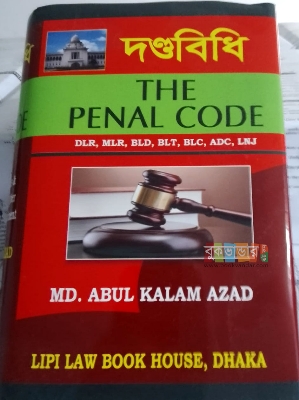 দণ্ডবিধি
THE
PENAL CODE
DLR, MLR, BLD, BLT, BLC, ADC, LNJ
MD. ABUL KALAM AZAD
LIPI LAW BOOK HOUSE, DHAKA